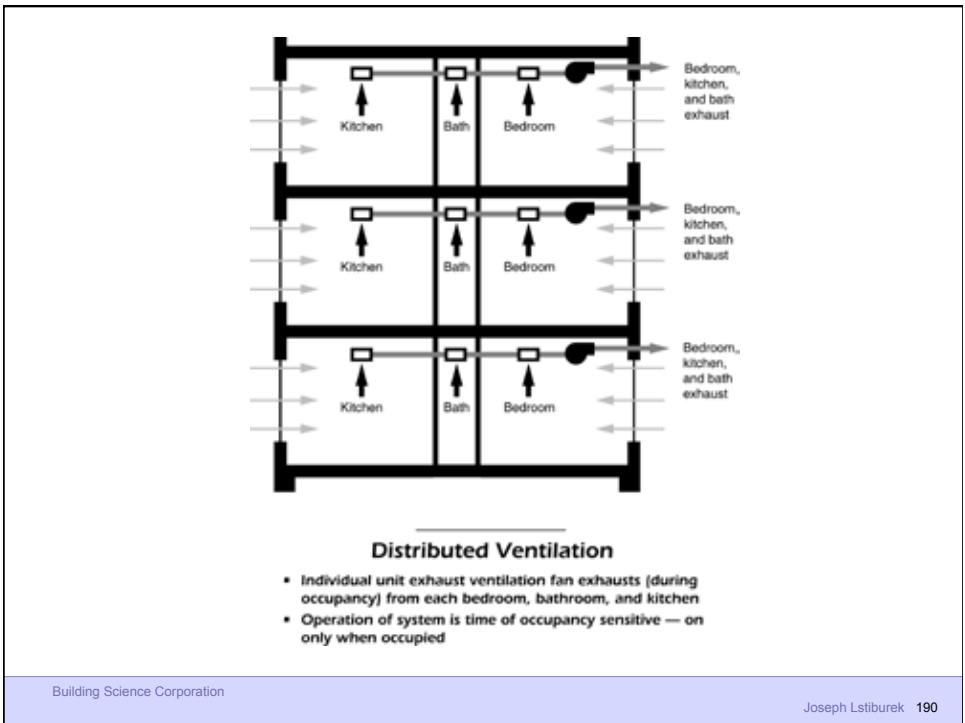 Bedroom,
kitchen,
and bath
exhaust
Kitchen
Bath
Bedroom
Bedroom,
kitchen,
and bath
exhaust
Kitchen
Bath
Bedroom
Bedroom,
kitchen,
and bath
exhaust
Kitchen
Bath
Bedroom
Distributed Ventilation
▪ Individual unit exhaust ventilation fan exhausts (during
occupancy) from each bedroom, bathroom, and kitchen
▪ Operation of system is time of occupancy sensitive — on
only when occupied
Building Science Corporation
Joseph Lstiburek 190